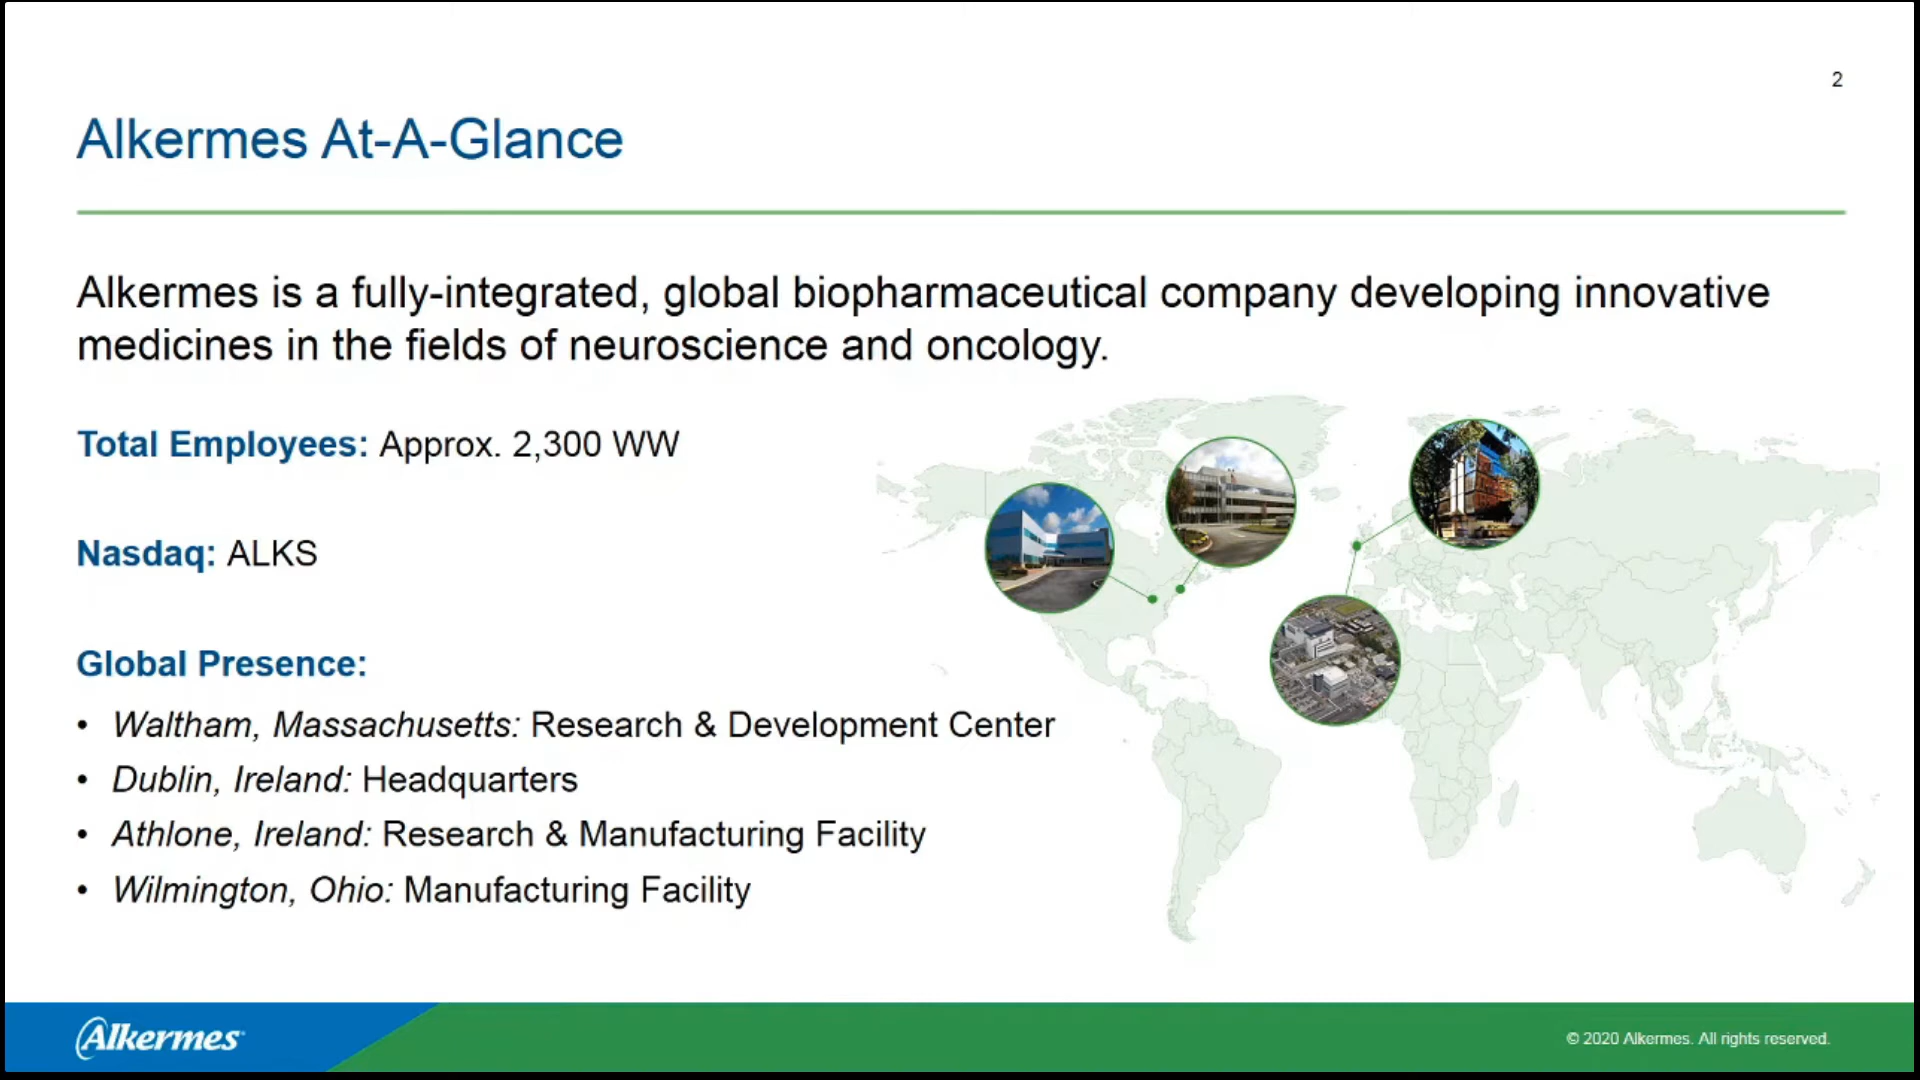 2
Alkermes At-A-Glance
Alkermes is a fully-integrated, global biopharmaceutical company developing innovative
medicines in the fields of neuroscience and oncology.
Total Employees: Approx. 2,300 WW
Nasdaq: ALKS
Global Presence:
• Waltham, Massachusetts: Research & Development Center
• Dublin, Ireland: Headquarters
• Athlone, Ireland: Research & Manufacturing Facility
• Wilmington, Ohio: Manufacturing Facility
Alkermes
© 2020 Alkermes. All rights reserved.